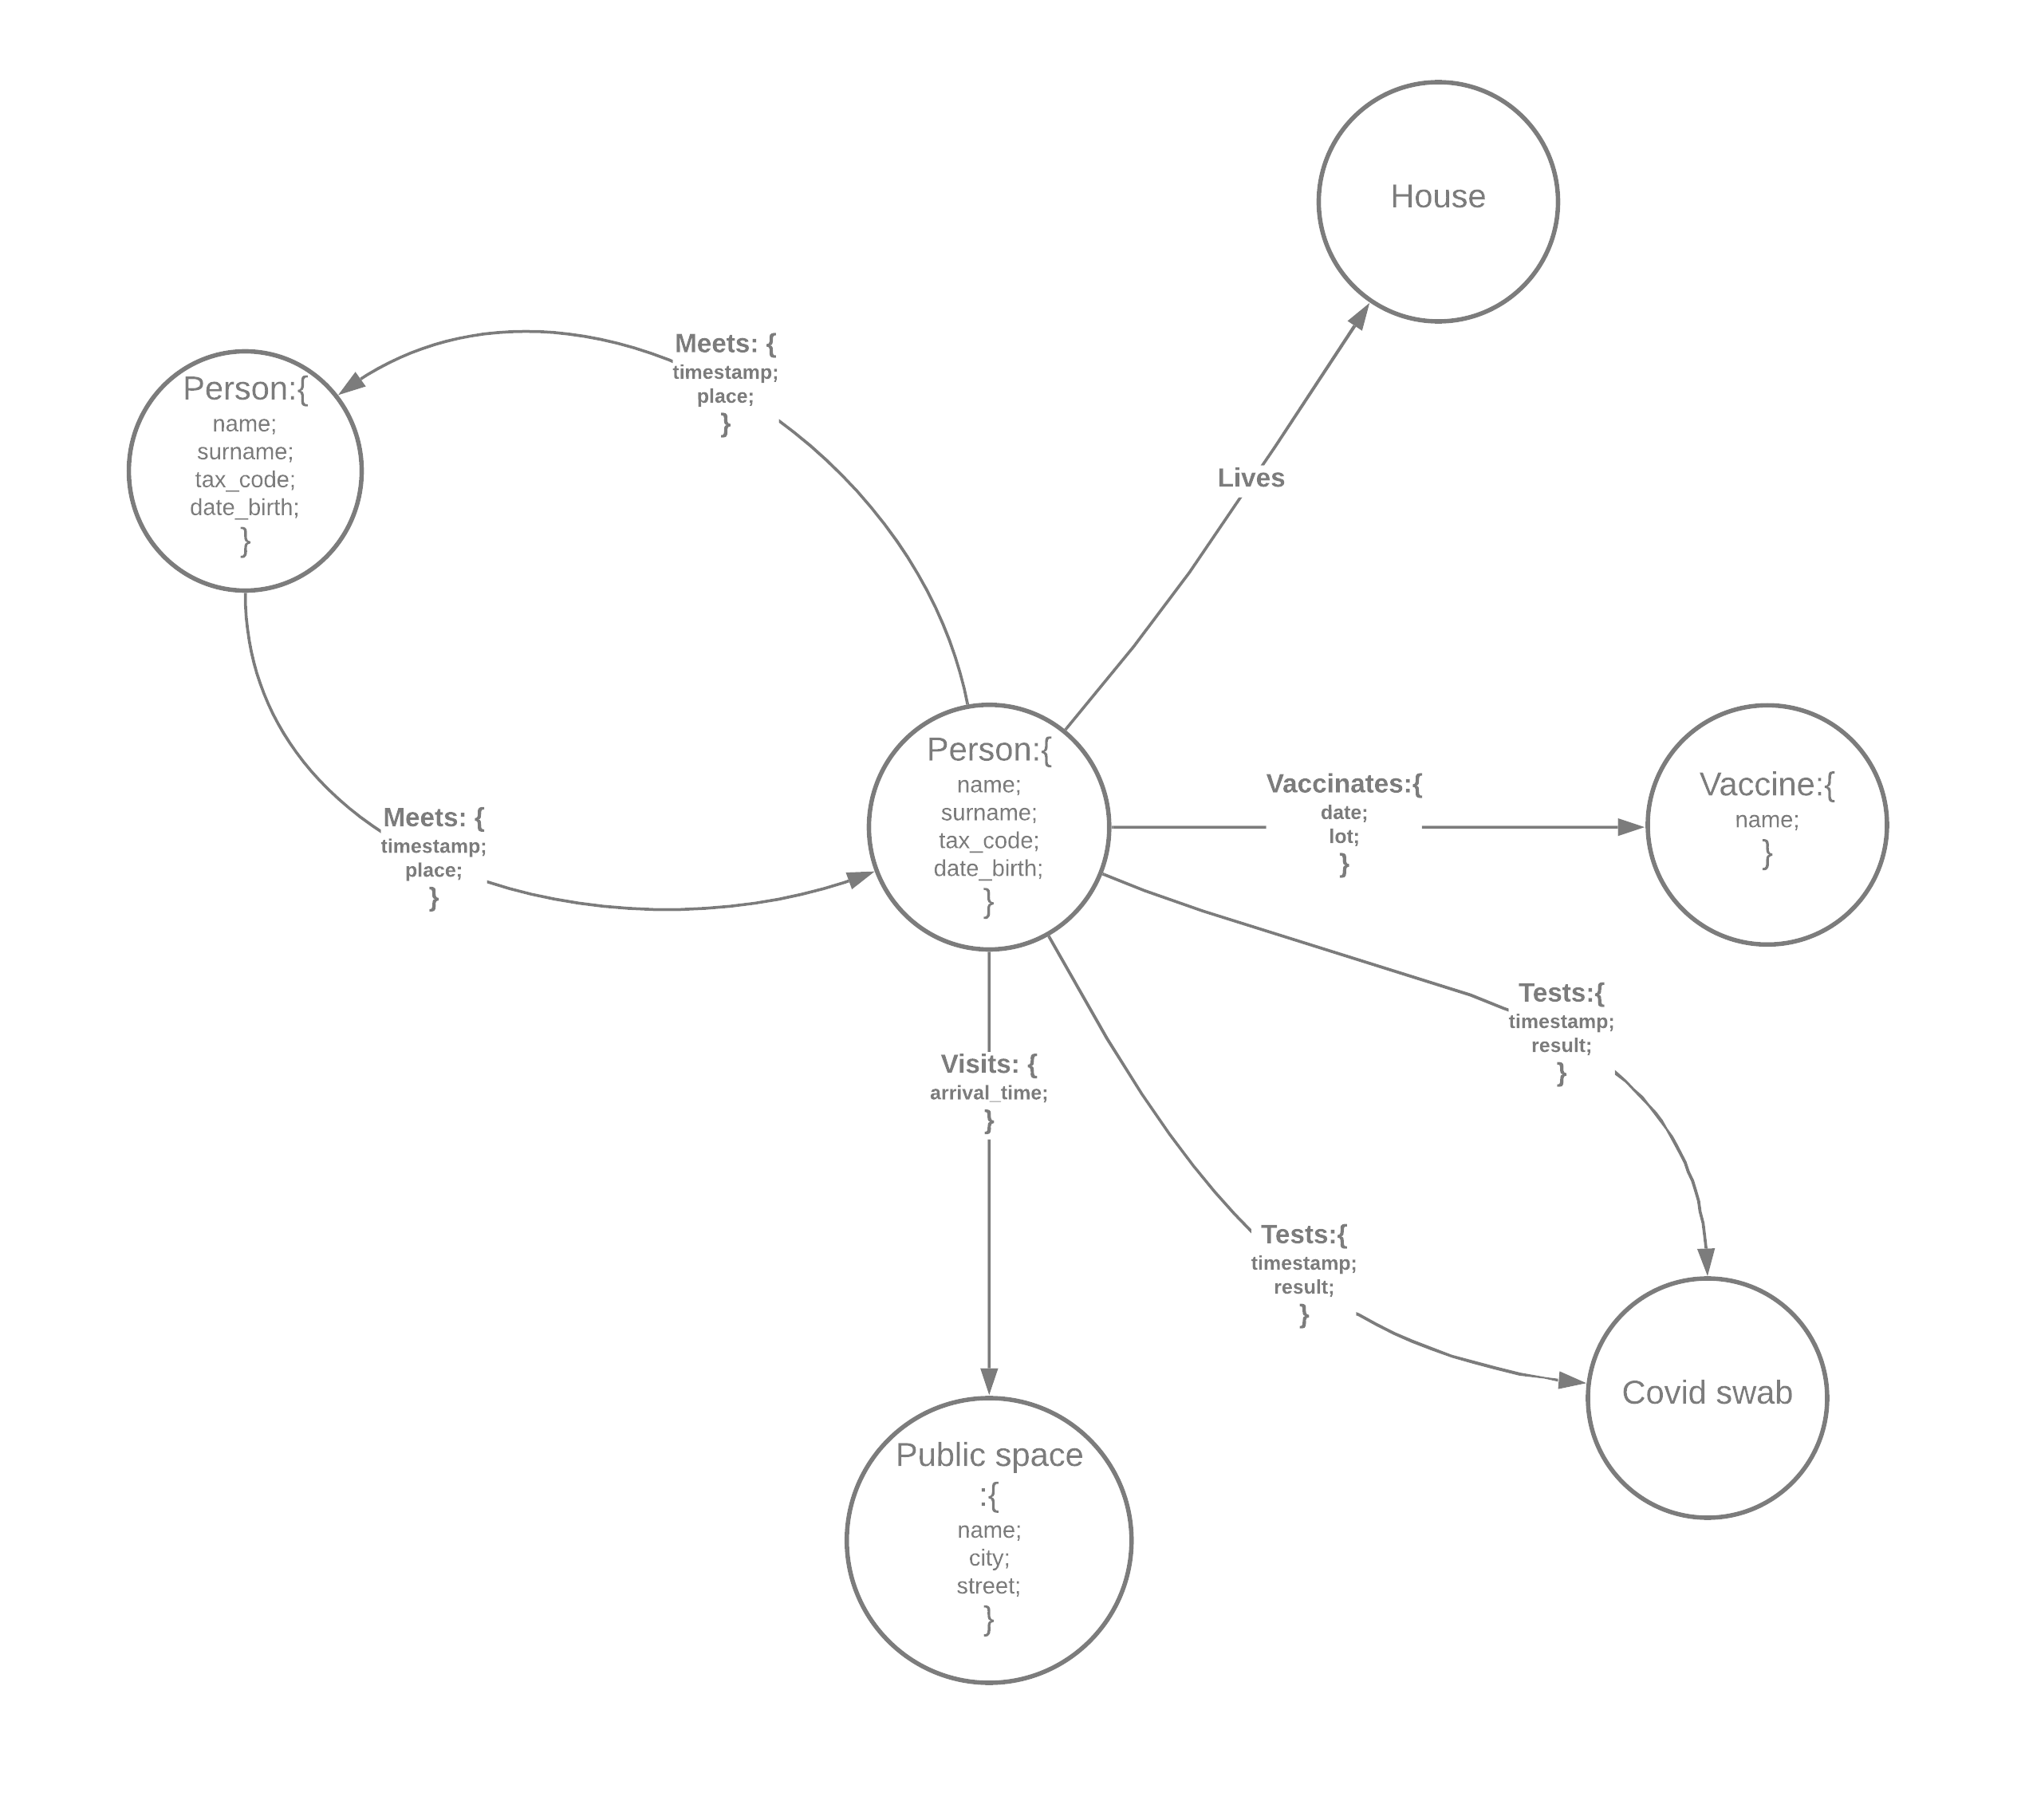 House
Meets: {
timestamp;
place;
}
Person:{
name;
surname;
tax_code;
date_birth;
}
Lives
Meets: {
timestamp;
place;
}
Person:{
name;
surname;
tax_code;
date_birth;
}
Vaccinates:{
date;
lot;
}
Vaccine:{
name;
}
Tests:{
timestamp;
result;
}
Visits: {
arrival_time;
}
Tests:{
timestamp;
result;
}
Covid swab
Public space
:{
name;
city;
street;
}